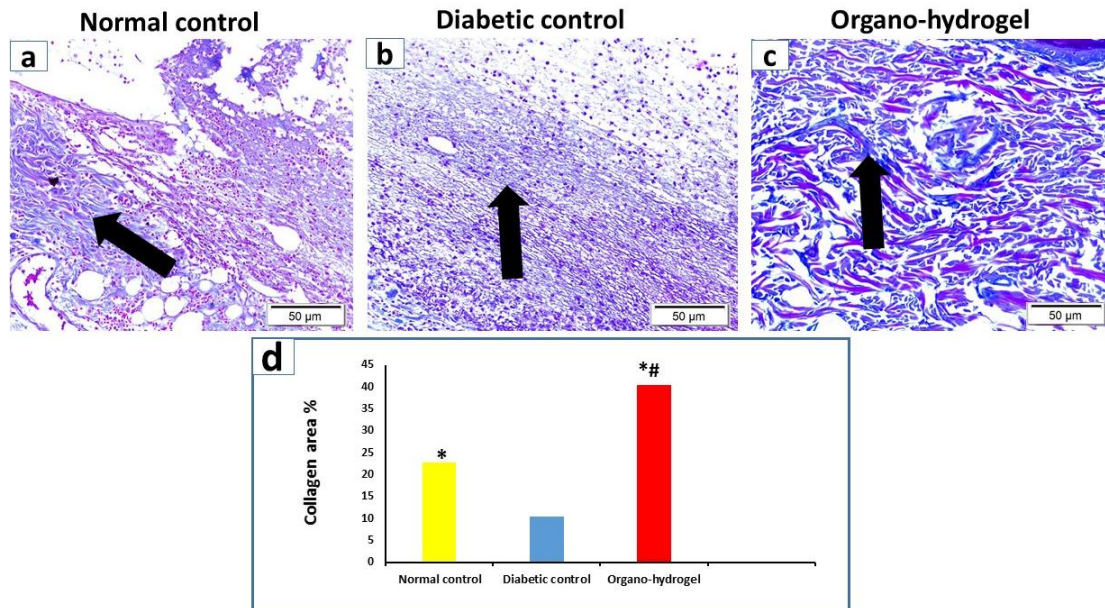 Normal control
Diabetic control
Organo-hydrogel
a
b
c
50 µm
50 µm
50 µm
d
Collagen area %
45
40
35
30
25
20
15
10
5
0
*
*#
Normal control
Diabetic control
Organo-hydrogel